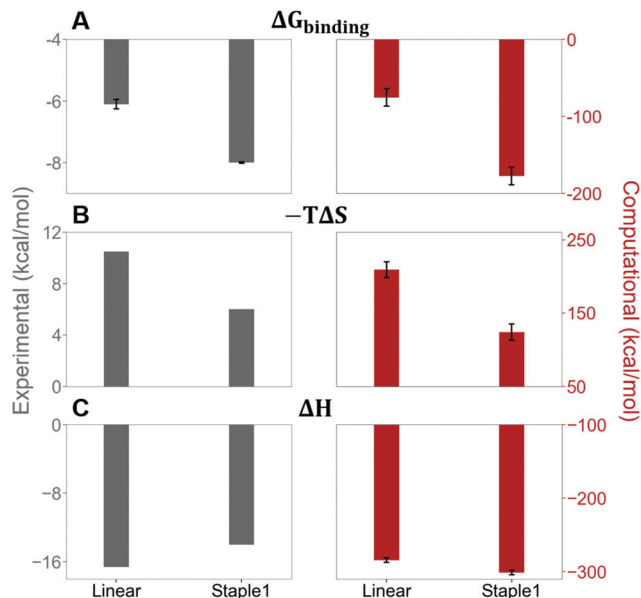 A
ΔG_binding
-4
-6
-8
0
-100
-200
B
−TΔS
12
8
4
0
250
150
50
C
ΔH
0
-8
-16
-100
-200
-300
Linear
Staple1
Linear
Staple1
Experimental (kcal/mol)
Computational (kcal/mol)